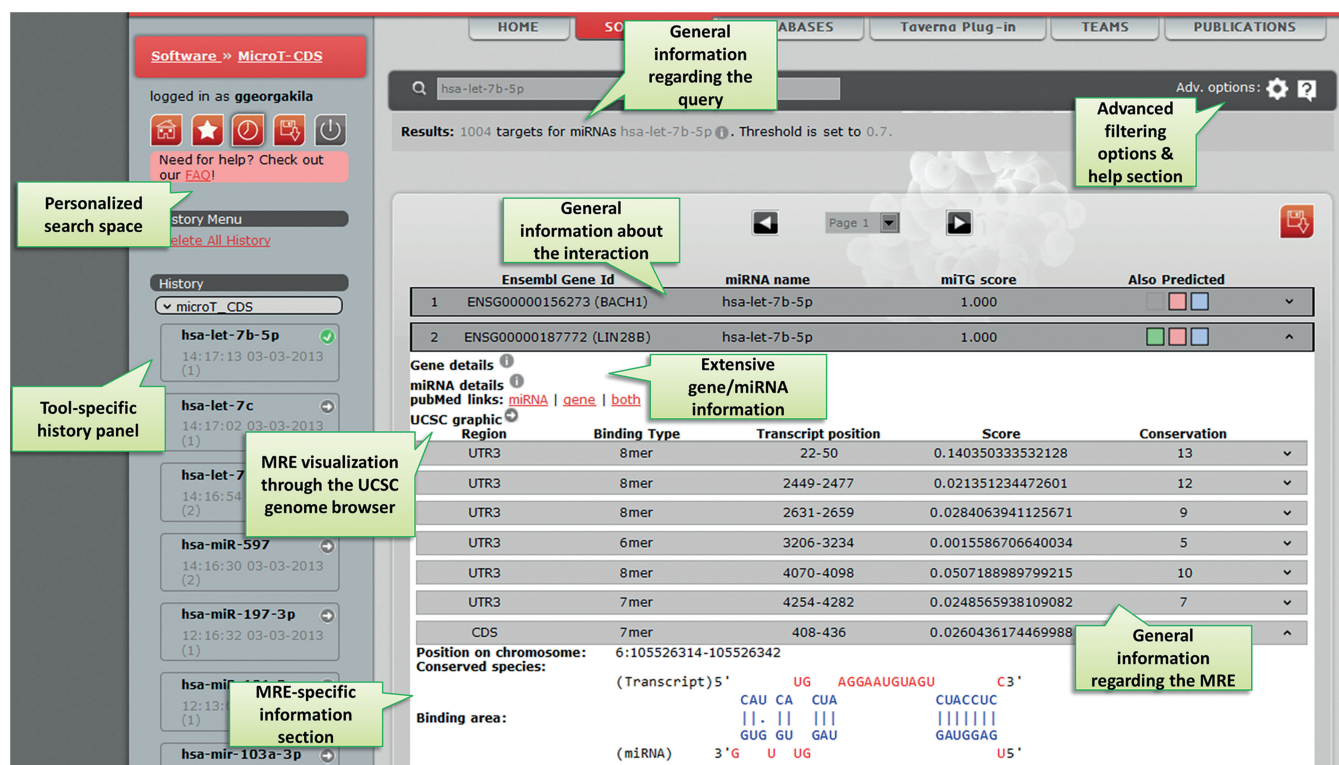 HOME
SO
ABASES
Taverna Plug-in
TEAMS
PUBLICATIONS
General
information
regarding the
query
Software » MicroT-CDS
logged in as ggeorgakila
Need for help? Check out
our FAQ!
hsa-let-7b-5p
Adv. options:
Results: 1004 targets for miRNAs hsa-let-7b-5p. Threshold is set to 0.7.
Advanced
filtering
options &
help section
Personalized
search space
story Menu
elete All History
General
information about
the interaction
Page 1
History
microT_CDS
hsa-let-7b-5p
14:17:13 03-03-2013
(1)
hsa-let-7c
14:17:02 03-03-2013
(1)
Tool-specific
history panel
hsa-let-7
14:16:54
(2)
hsa-miR-597
14:16:30 03-03-2013
(2)
hsa-miR-197-3p
12:16:32 03-03-2013
(1)
hsa-mi
12:13:
(1)
hsa-mir-103a-3p
Ensembl Gene Id miRNA name miTG score Also Predicted
1 ENSG00000156273 (BACH1) hsa-let-7b-5p 1.000
2 ENSG00000187772 (LIN28B) hsa-let-7b-5p 1.000
Gene details
miRNA details
pubMed links: miRNA | gene | both
UCSC graphic
Extensive
gene/miRNA
information
MRE visualization
through the UCSC
genome browser
Region Binding Type Transcript position Score Conservation
UTR3 8mer 22-50 0.140350333532128 13
UTR3 8mer 2449-2477 0.021351234472601 12
UTR3 8mer 2631-2659 0.0284063941125671 9
UTR3 6mer 3206-3234 0.0015586706640034 5
UTR3 8mer 4070-4098 0.0507188989799215 10
UTR3 7mer 4254-4282 0.0248565938109082 7
CDS 7mer 408-436 0.0260436174469988
General
information
regarding the MRE
Position on chromosome: 6:105526314-105526342
Conserved species:
MRE-specific
information
section
(Transcript)5' UG AGGAAUGUAGU C3'
CAU CA CUA CUACCUC
Binding area: ||. || ||| |||||||
GUG GU GAU GAUGGAG
(miRNA) 3'G U UG U5'